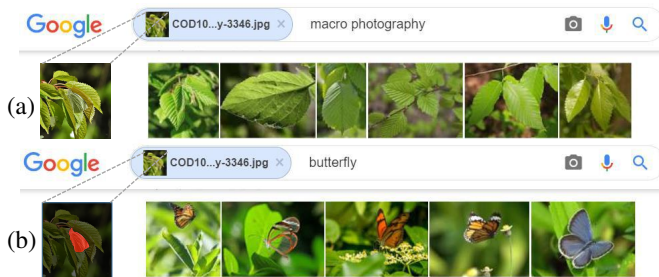 Google COD10...y-3346.jpg × macro photography
(a)
Google COD10...y-3346.jpg × butterfly
(b)